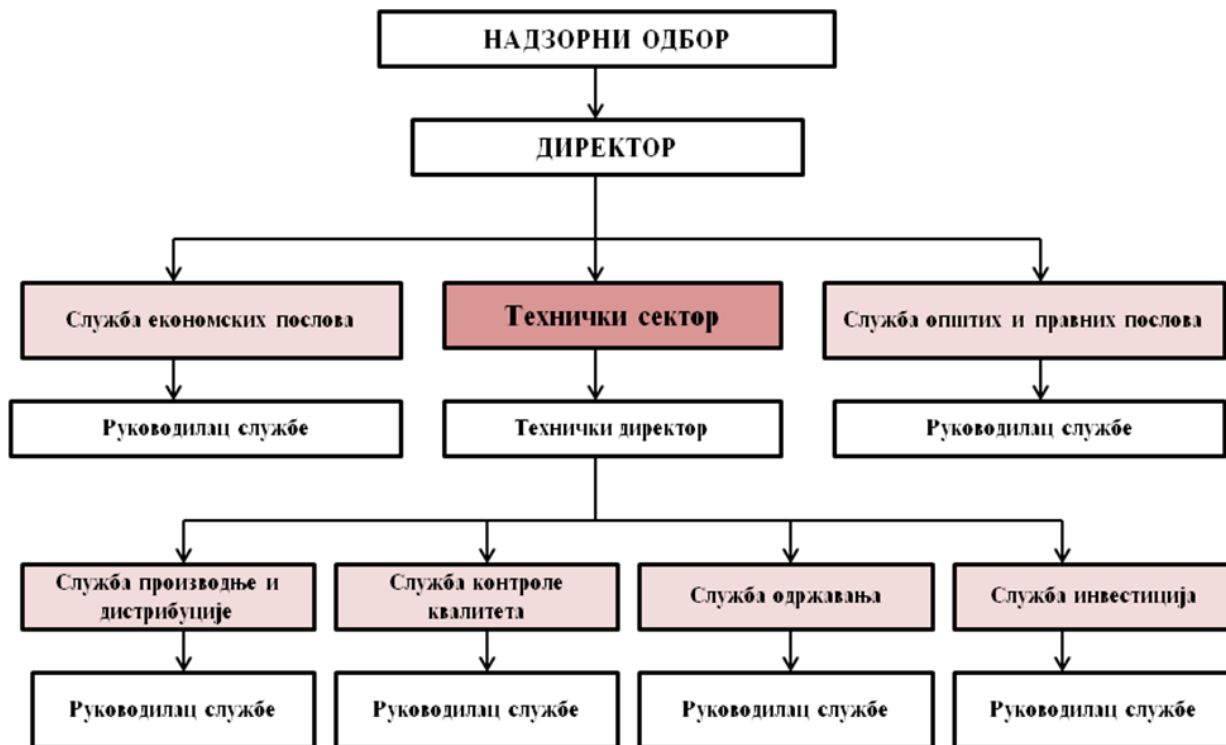 НАДЗОРНИ ОДБОР
ДИРЕКТОР
Служба економских послова
Технички сектор
Служба општих и правних послова
Руководилац службе
Технички директор
Руководилац службе
Служба производње и
дистрибуције
Служба контроле
квалитета
Служба одржавања
Служба инвестиција
Руководилац службе
Руководилац службе
Руководилац службе
Руководилац службе